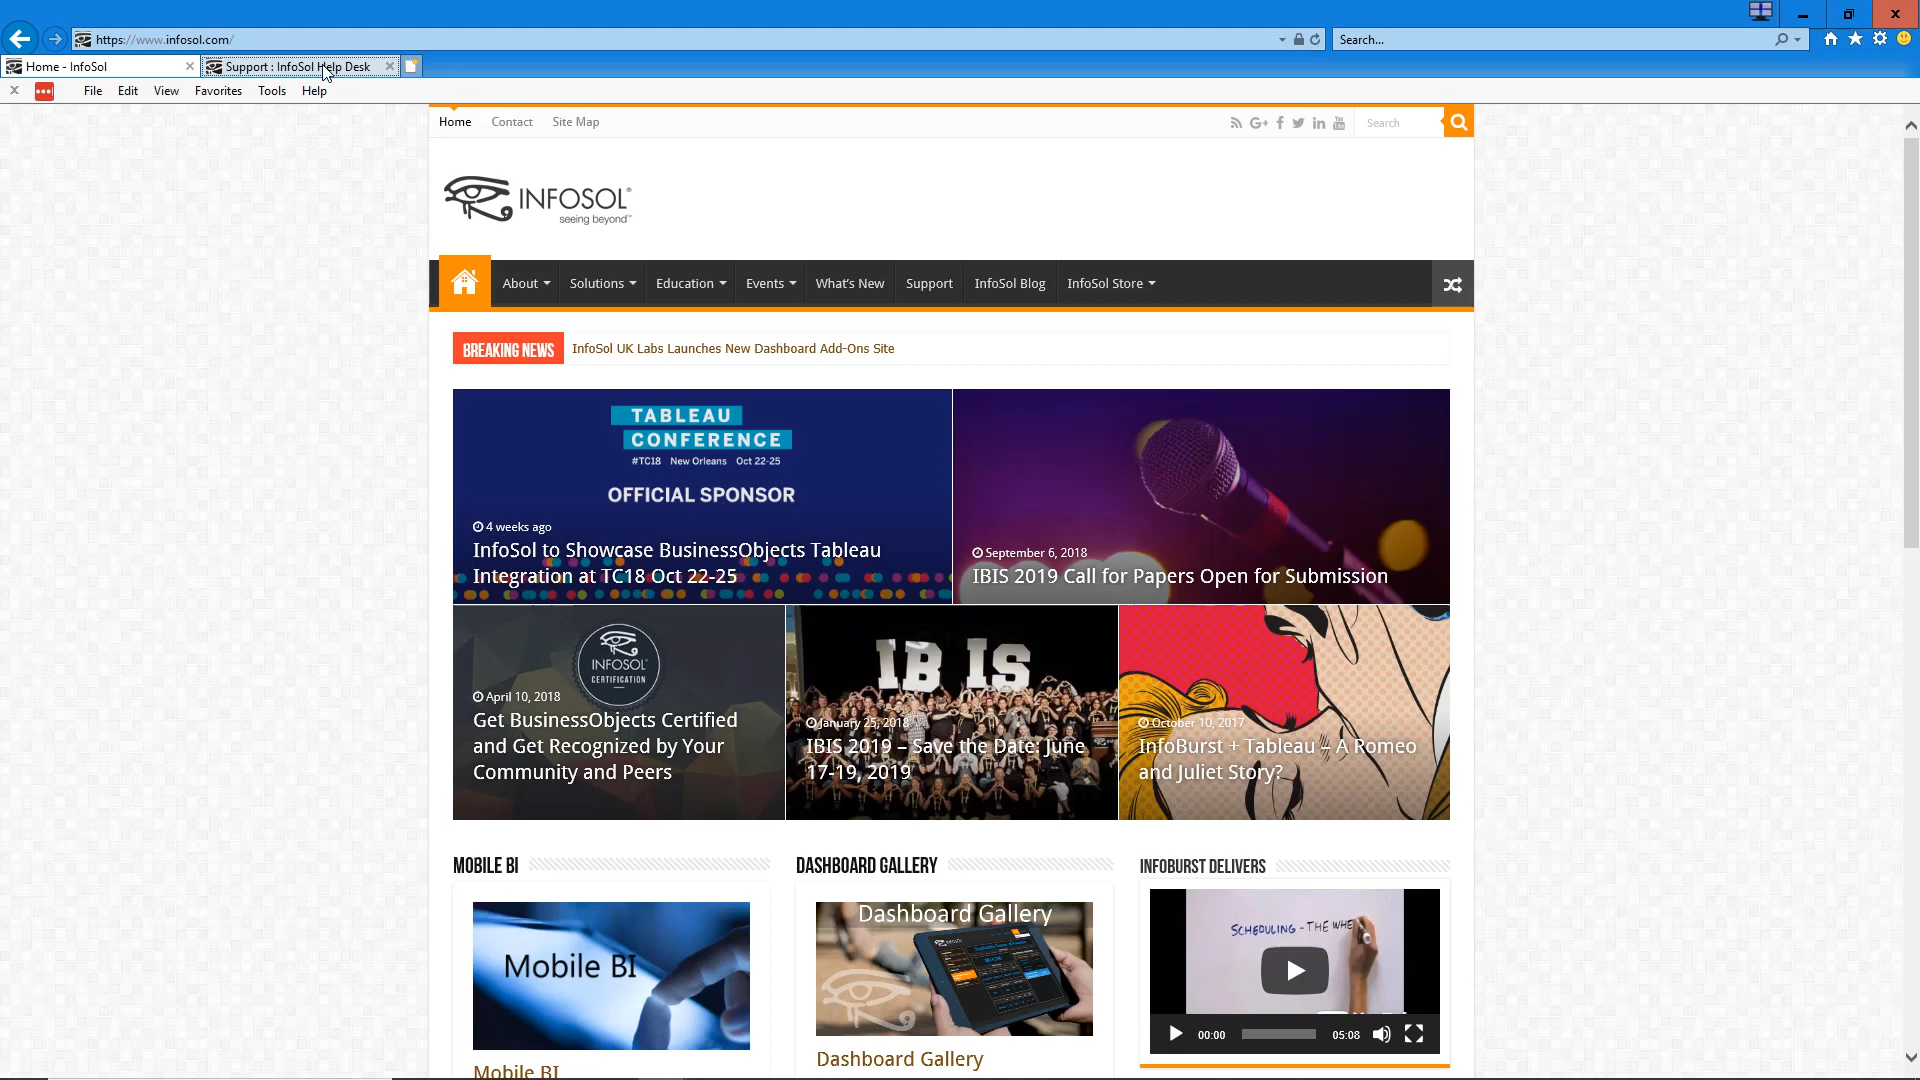 https://www.infosol.com/
Search...
Home - InfoSol
Support : InfoSol Help Desk
File Edit View Favorites Tools Help
Home Contact Site Map
Search
INFOSOL®
seeing beyond™
About Solutions Education Events What's New Support InfoSol Blog InfoSol Store
BREAKING NEWS InfoSol UK Labs Launches New Dashboard Add-Ons Site
TABLEAU
CONFERENCE
#TC18 New Orleans Oct 22-25
OFFICIAL SPONSOR
4 weeks ago
InfoSol to Showcase BusinessObjects Tableau
Integration at TC18 Oct 22-25
September 6, 2018
IBIS 2019 Call for Papers Open for Submission
INFOSOL
CERTIFICATION
April 10, 2018
Get BusinessObjects Certified
and Get Recognized by Your
Community and Peers
IBIS
January 25, 2018
IBIS 2019 – Save the Date: June
17-19, 2019
October 10, 2017
InfoBurst + Tableau – A Romeo
and Juliet Story?
MOBILE BI
Mobile BI
Mobile BI
DASHBOARD GALLERY
Dashboard Gallery
Dashboard Gallery
INFOBURST DELIVERS
SCHEDULING - THE WHE
00:00 05:08